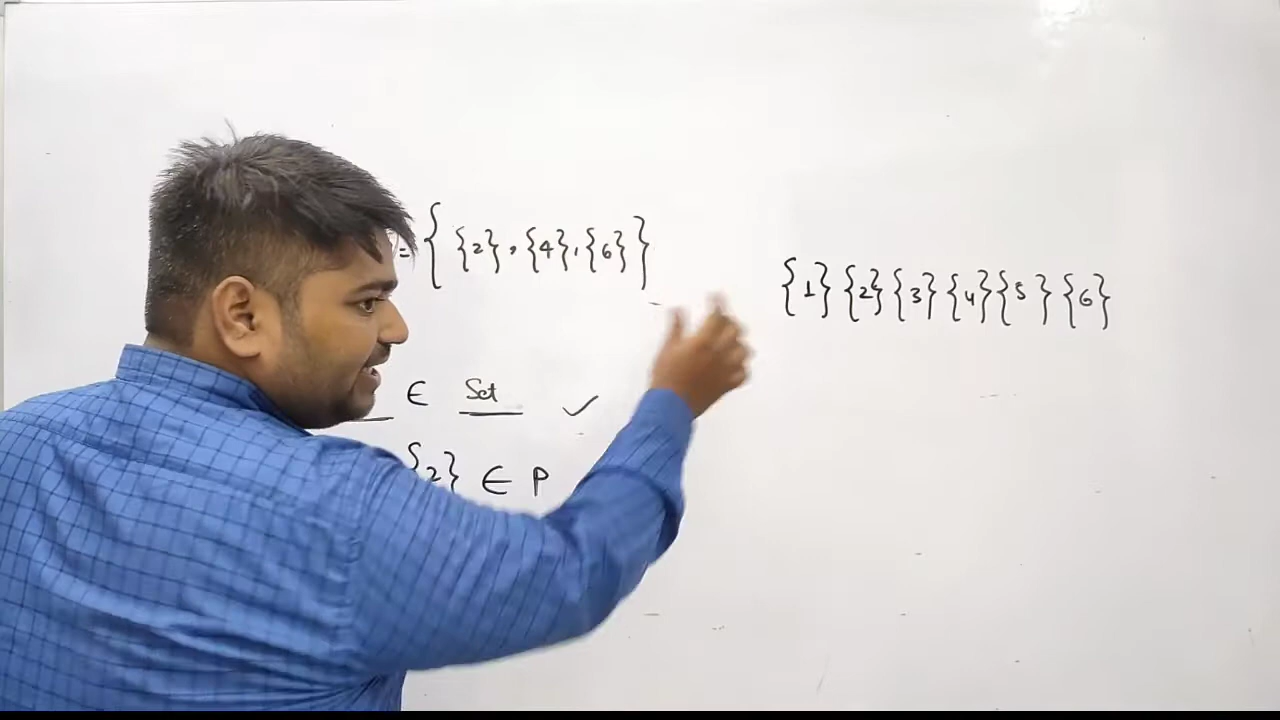 = { {2}, {4}, {6} }
{1} {2} {3} {4} {5} {6}
∈ Set ✓
{2} ∈ P